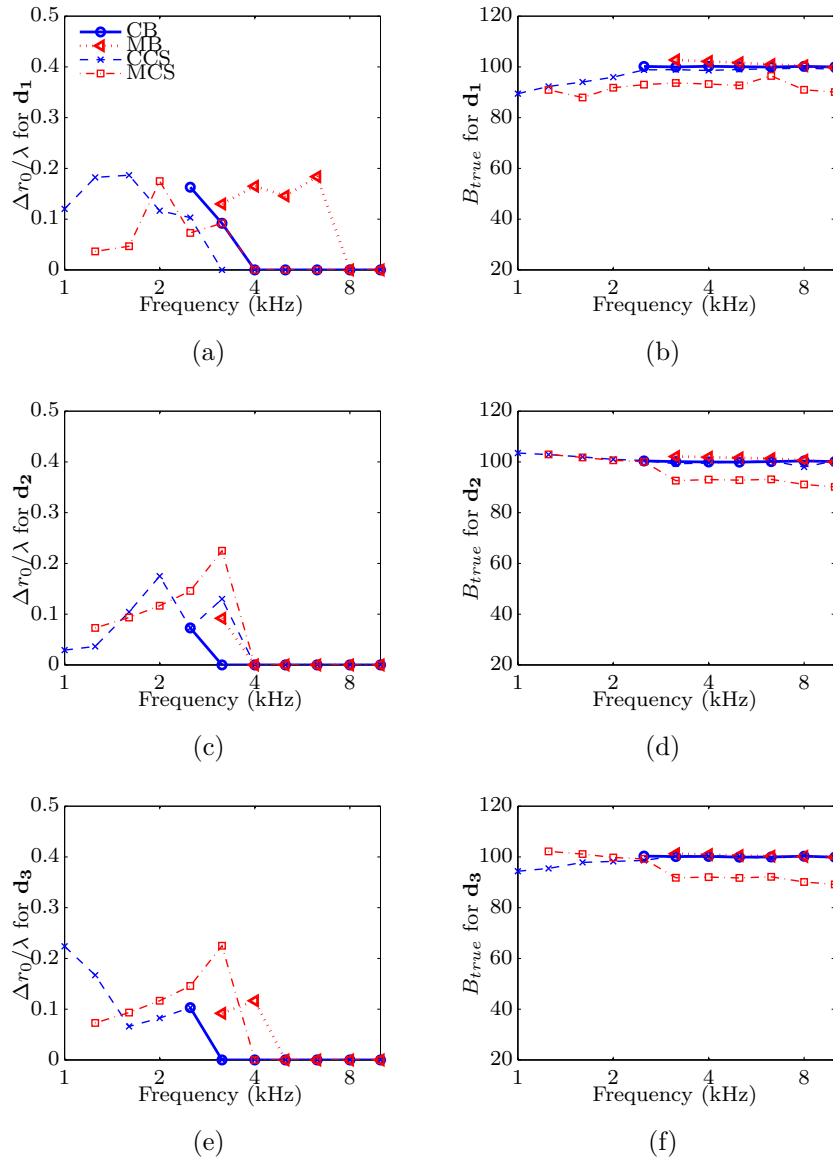 0.5
0.4
0.3
0.2
0.1
0
Δr₀/λ for d₁
CB
MB
CCS
MCS
1 2 4 8
Frequency (kHz)
(a)
120
100
80
60
40
20
B_true for d₁
1 2 4 8
Frequency (kHz)
(b)
0.5
0.4
0.3
0.2
0.1
0
Δr₀/λ for d₂
1 2 4 8
Frequency (kHz)
(c)
120
100
80
60
40
20
B_true for d₂
1 2 4 8
Frequency (kHz)
(d)
0.5
0.4
0.3
0.2
0.1
0
Δr₀/λ for d₃
1 2 4 8
Frequency (kHz)
(e)
120
100
80
60
40
20
B_true for d₃
1 2 4 8
Frequency (kHz)
(f)